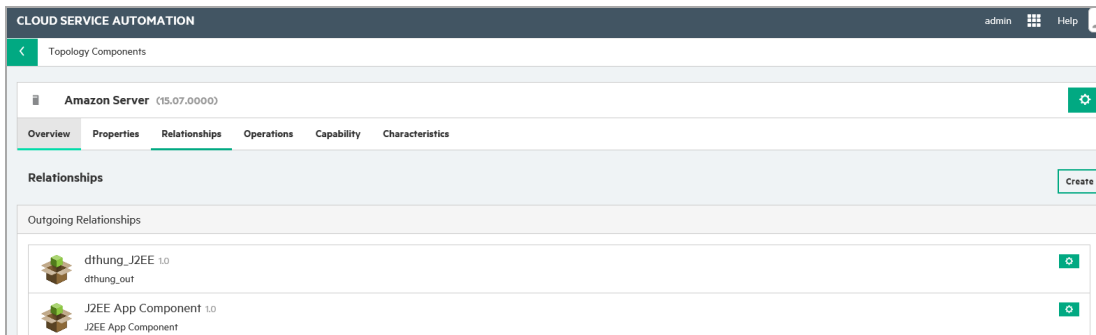 CLOUD SERVICE AUTOMATION admin Help
Topology Components
Amazon Server (15.07.0000)
Overview Properties Relationships Operations Capability Characteristics
Relationships Create
Outgoing Relationships
dthung_J2EE 1.0
dthung_out
J2EE App Component 1.0
J2EE App Component